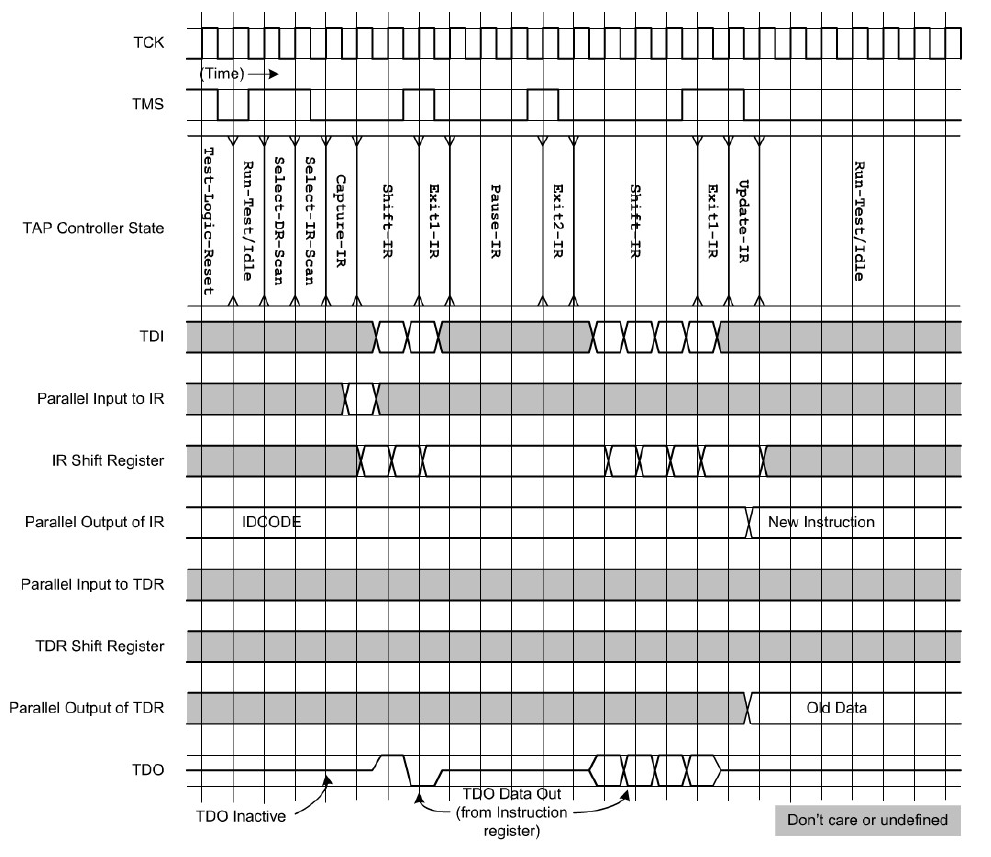 TCK
(Time)
TMS
TAP Controller State
Test-Logic-Reset
Run-Test/Idle
Select-DR-Scan
Select-IR-Scan
Capture-IR
Shift-IR
Exit1-IR
Pause-IR
Exit2-IR
Shift-IR
Exit1-IR
Update-IR
Run-Test/Idle
TDI
Parallel Input to IR
IR Shift Register
Parallel Output of IR
IDCODE
New Instruction
Parallel Input to TDR
TDR Shift Register
Parallel Output of TDR
Old Data
TDO
TDO Inactive
TDO Data Out
(from Instruction
register)
Don't care or undefined